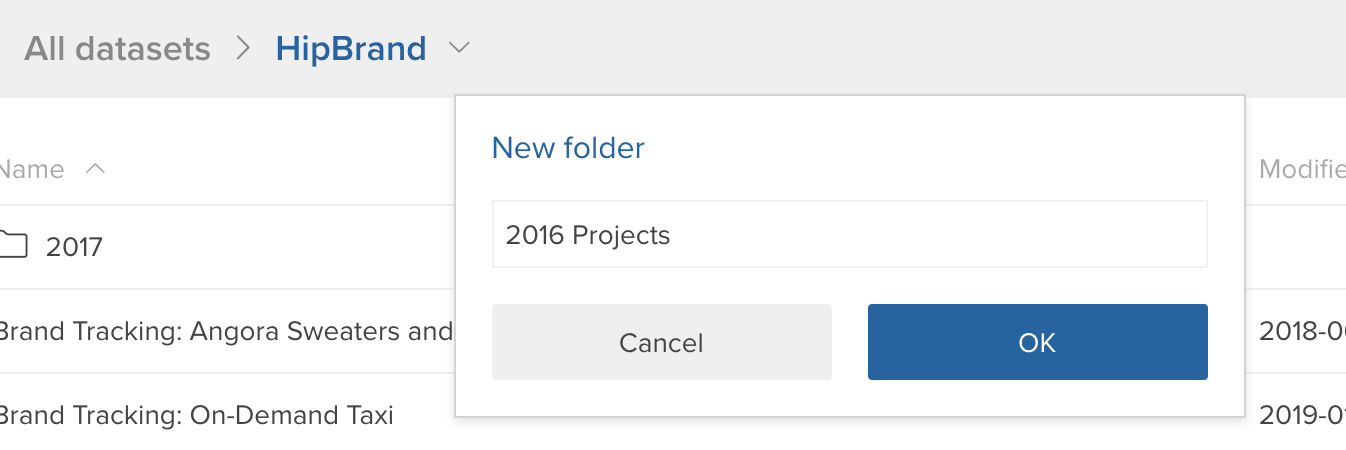 All datasets > HipBrand
New folder
Name
Modifie
2016 Projects
2017
Brand Tracking: Angora Sweaters and
2018-0
Cancel
OK
Brand Tracking: On-Demand Taxi
2019-01